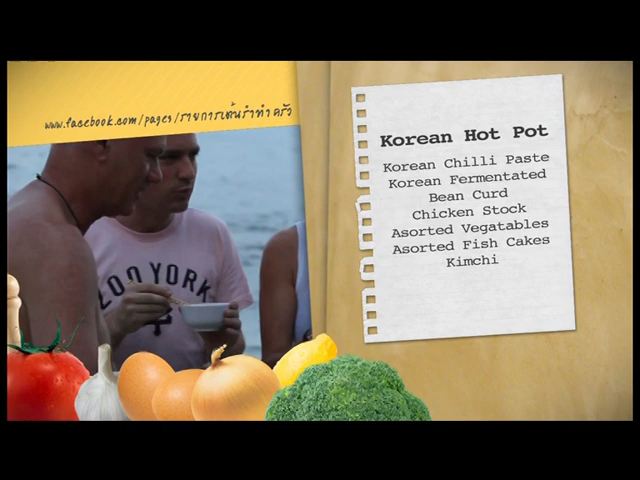 www.facebook.com/pages/รายการเต้นรำทำครัว
ZOO YORK
Korean Hot Pot
Korean Chilli Paste
Korean Fermentated
Bean Curd
Chicken Stock
Asorted Vegatables
Asorted Fish Cakes
Kimchi